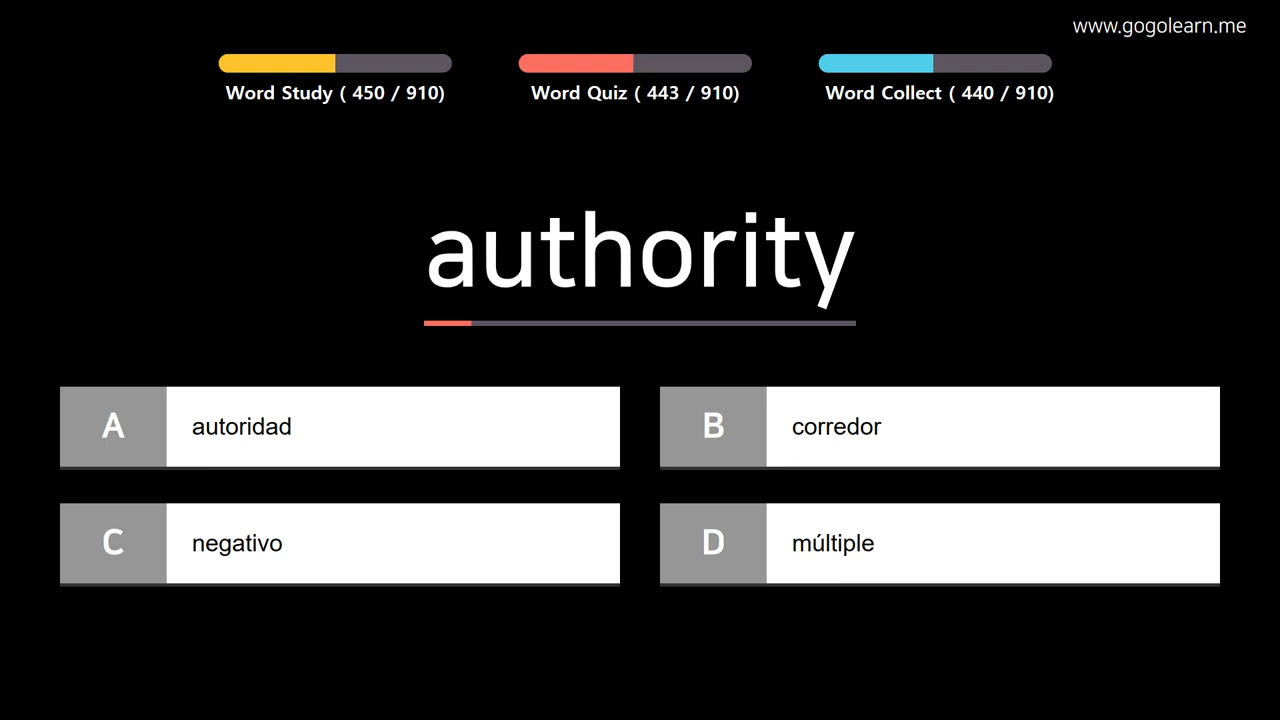 www.gogolearn.me
Word Study ( 450 / 910)
Word Quiz ( 443 / 910)
Word Collect ( 440 / 910)
authority
A autoridad
B corredor
C negativo
D múltiple